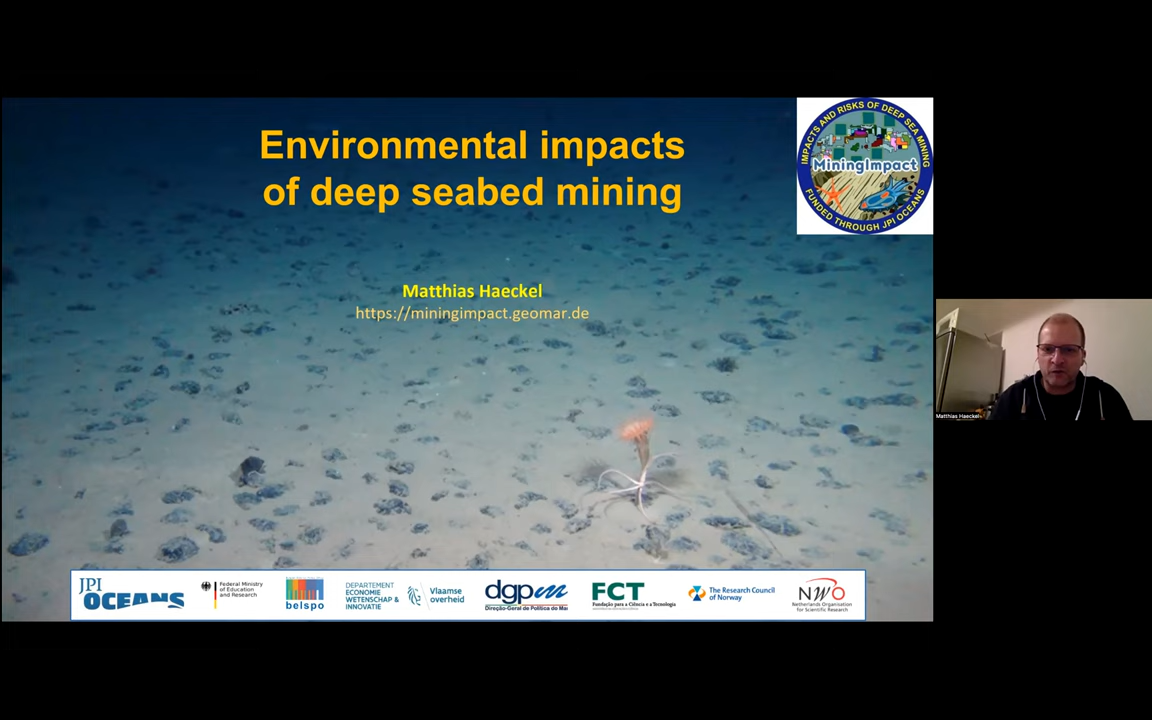 Environmental impacts
of deep seabed mining
Matthias Haeckel
https://miningimpact.geomar.de
IMPACTS AND RISKS OF DEEP SEA MINING
MiningImpact
FUNDED THROUGH JPI OCEANS
Matthias Haeckel
JPI
OCEANS
Federal Ministry
of Education
and Research
belspo
DEPARTEMENT
ECONOMIE
WETENSCHAP &
INNOVATIE
Vlaamse
overheid
dgpm
Direção-Geral de Política do Mar
FCT
Fundação para a Ciência e a Tecnologia
The Research Council
of Norway
NWO
Netherlands Organisation
for Scientific Research